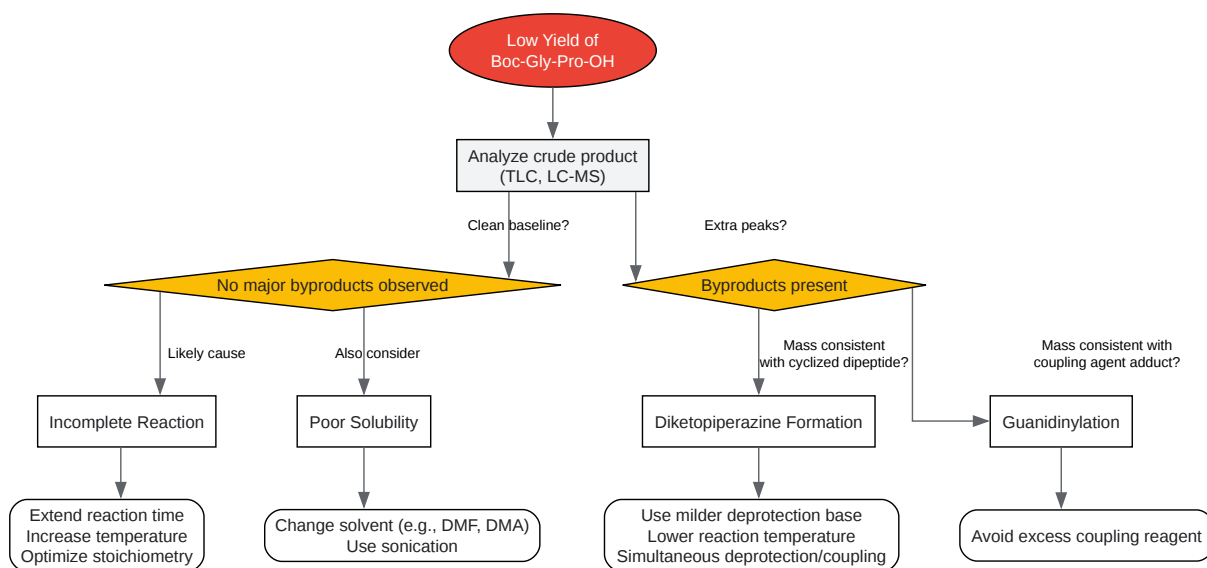 Low Yield of
Boc-Gly-Pro-OH
Analyze crude product
(TLC, LC-MS)
Clean baseline?
Extra peaks?
No major byproducts observed
Byproducts present
Likely cause
Also consider
Mass consistent
with cyclized dipeptide?
Mass consistent with
coupling agent adduct?
Incomplete Reaction
Poor Solubility
Diketopiperazine Formation
Guanidinylation
Extend reaction time
Increase temperature
Optimize stoichiometry
Change solvent (e.g., DMF, DMA)
Use sonication
Use milder deprotection base
Lower reaction temperature
Simultaneous deprotection/coupling
Avoid excess coupling reagent